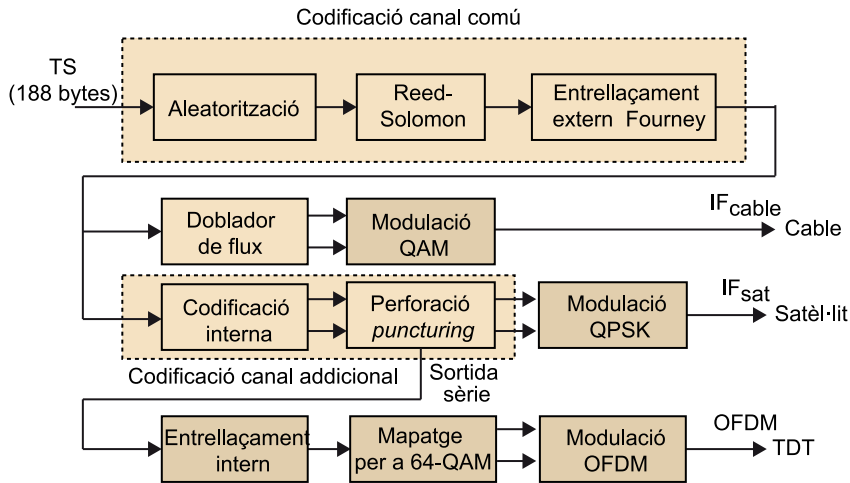 Codificació canal comú
TS
(188 bytes)
Aleatorització
Reed-
Solomon
Entrellaçament
extern Fourney
Doblador
de flux
Modulació
QAM
IFcable
Cable
Codificació
interna
Perforació
puncturing
Modulació
QPSK
IFsat
Satèl·lit
Codificació canal addicional
Sortida
sèrie
Entrellaçament
intern
Mapatge
per a 64-QAM
Modulació
OFDM
OFDM
TDT